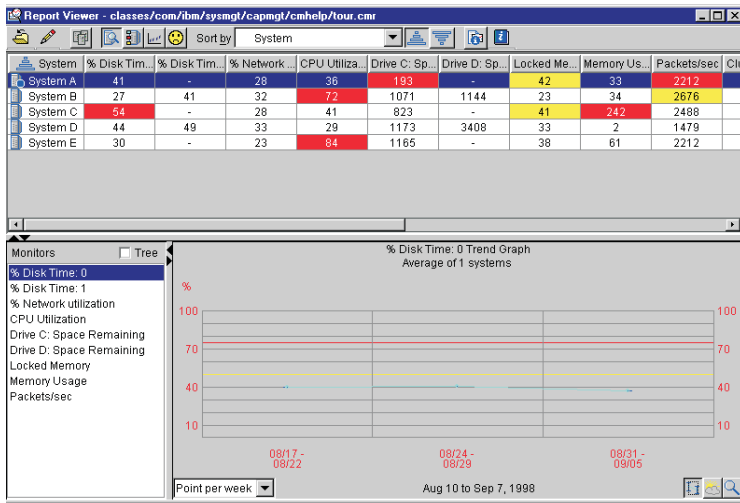 Report Viewer - classes/com/ibm/sysmgt/capmgt/cmhelp/tour.cmr
Sort by System
System % Disk Tim... % Disk Tim... % Network ... CPU Utiliza... Drive C: Sp... Drive D: Sp... Locked Me... Memory Us... Packets/sec Clu
System A 41 - 28 36 193 - 42 33 2212
System B 27 41 32 72 1071 1144 23 34 2676
System C 54 - 28 41 823 - 41 242 2488
System D 44 49 33 29 1173 3408 33 2 1479
System E 30 - 23 84 1165 - 38 61 2212
Monitors Tree
% Disk Time: 0
% Disk Time: 1
% Network utilization
CPU Utilization
Drive C: Space Remaining
Drive D: Space Remaining
Locked Memory
Memory Usage
Packets/sec
% Disk Time: 0 Trend Graph
Average of 1 systems
%
100 100
70 70
40 40
10 10
08/17 - 08/24 - 08/31 -
08/22 08/29 09/05
Point per week Aug 10 to Sep 7, 1998